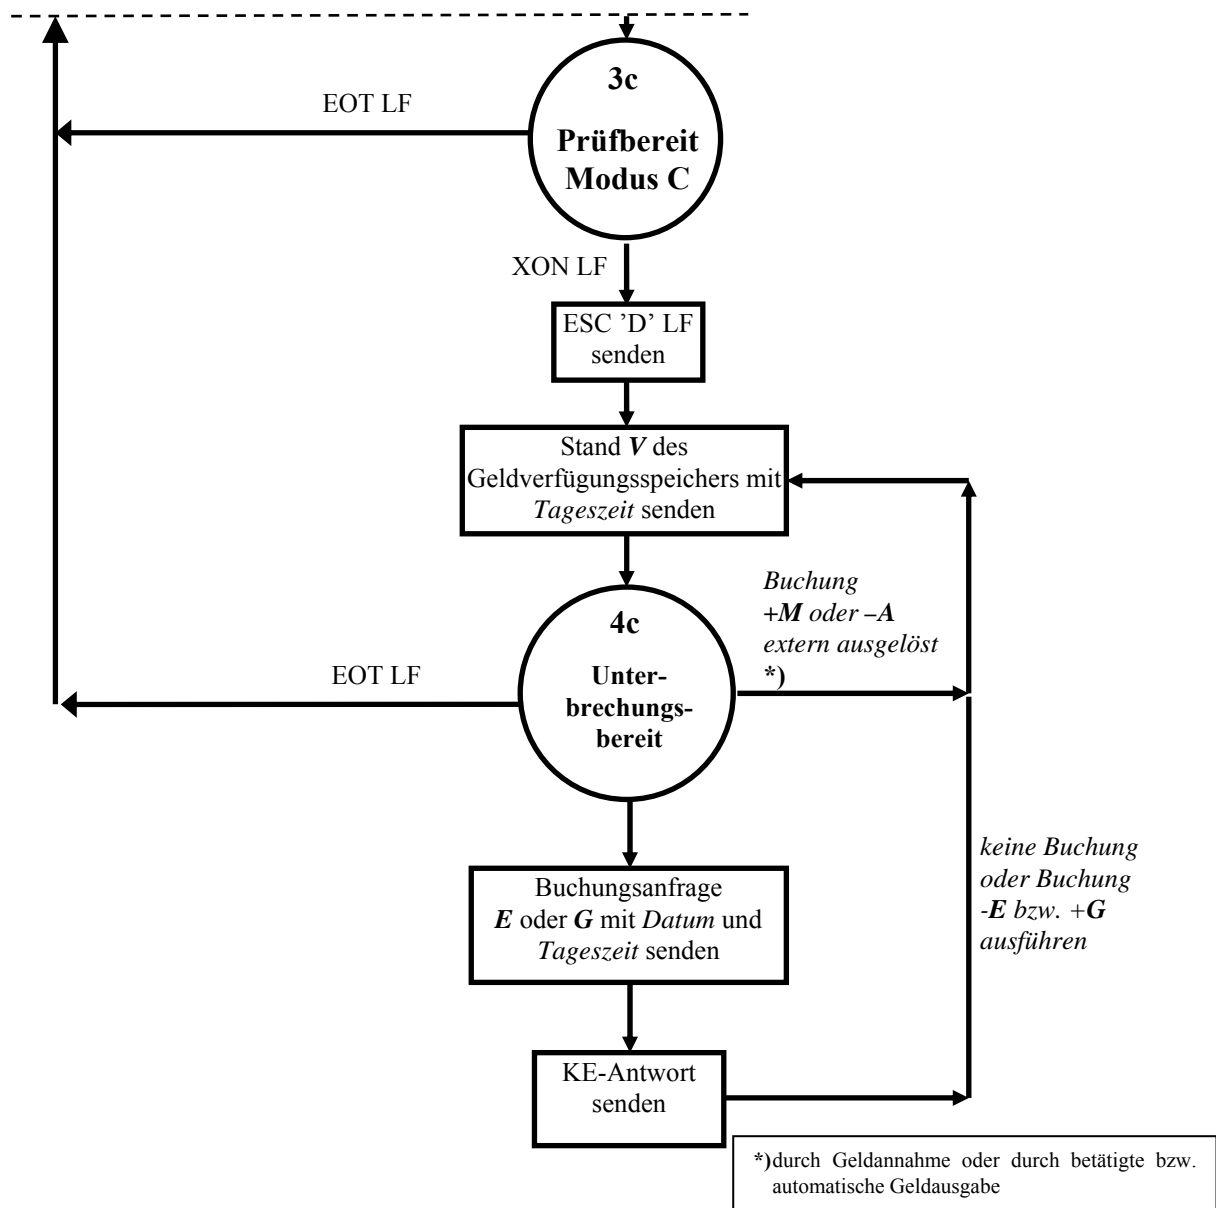 3c
EOT LF
Prüfbereit
Modus C
XON LF
ESC ’D’ LF
senden
Stand V des
Geldverfügungsspeichers mit
Tageszeit senden
Buchung
+M oder –A
extern ausgelöst
*)
4c
EOT LF
Unter-
brechungs-
bereit
keine Buchung
oder Buchung
-E bzw. +G
ausführen
Buchungsanfrage
E oder G mit Datum und
Tageszeit senden
KE-Antwort
senden
*)durch Geldannahme oder durch betätigte bzw.
automatische Geldausgabe